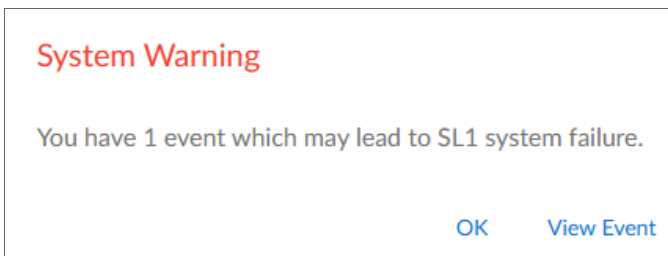 System Warning
You have 1 event which may lead to SL1 system failure.
OK View Event